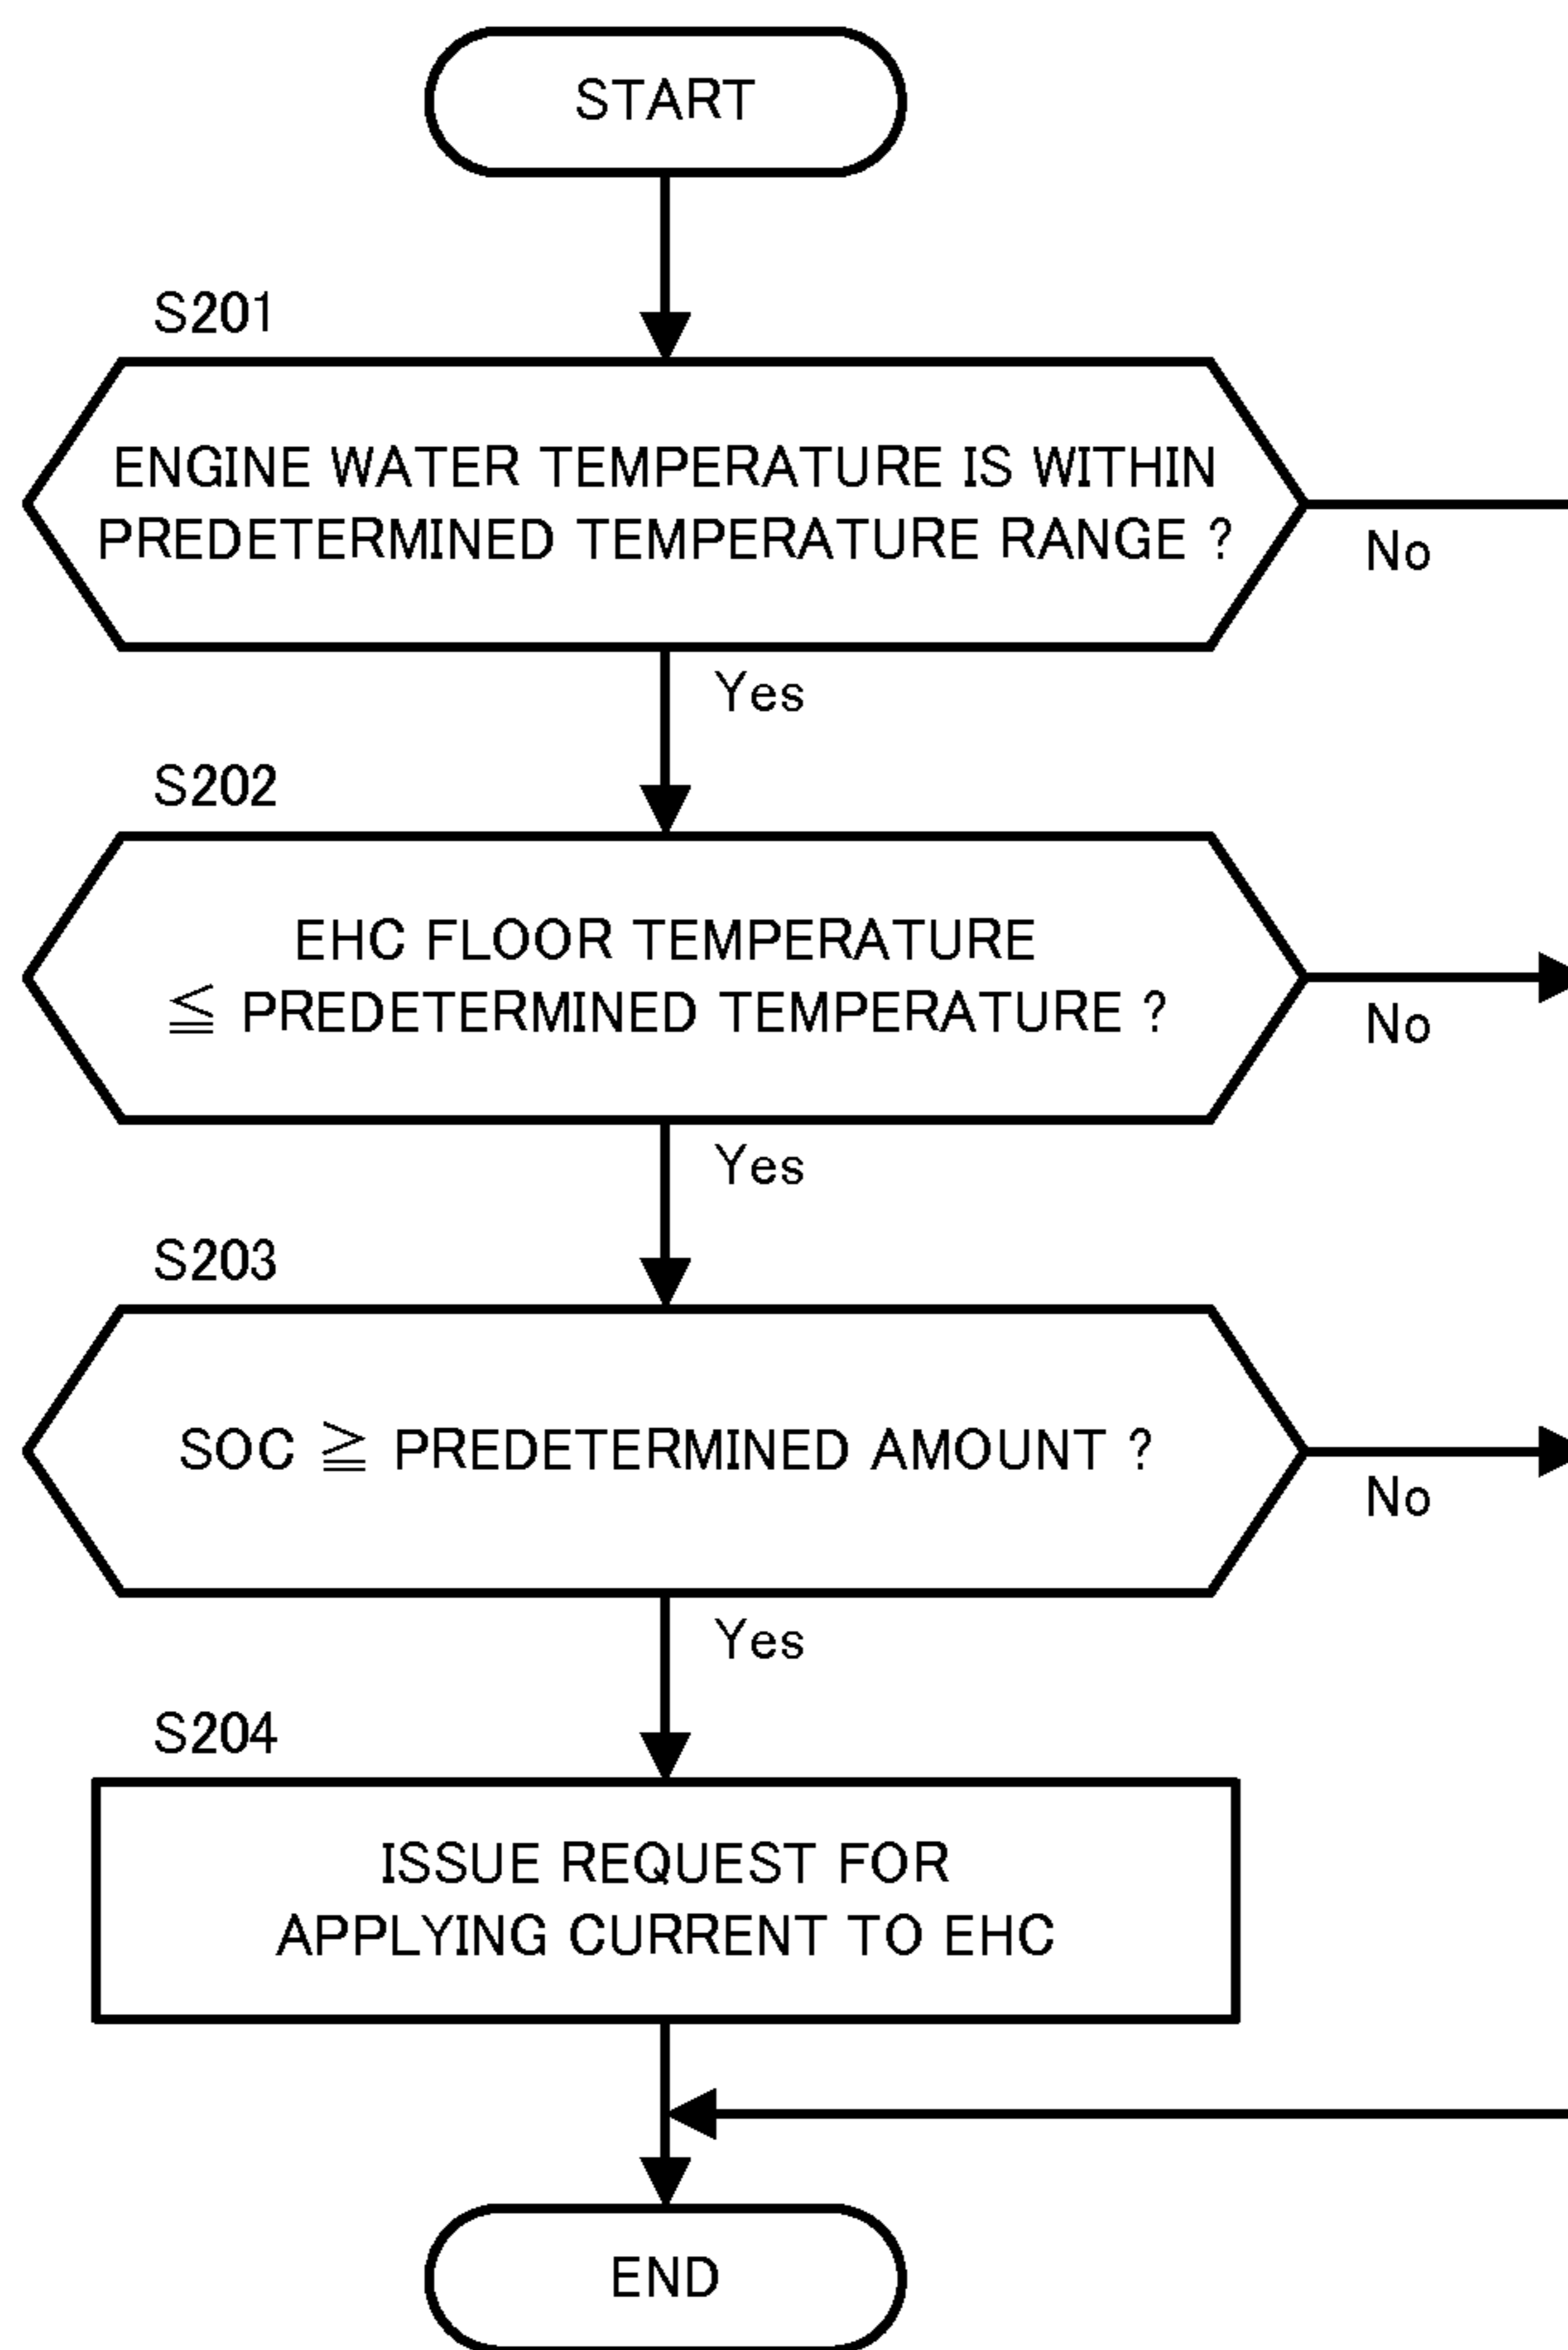 START
S201
ENGINE WATER TEMPERATURE IS WITHIN
PREDETERMINED TEMPERATURE RANGE ?
No
Yes
S202
EHC FLOOR TEMPERATURE
≦ PREDETERMINED TEMPERATURE ?
No
Yes
S203
SOC ≧ PREDETERMINED AMOUNT ?
No
Yes
S204
ISSUE REQUEST FOR
APPLYING CURRENT TO EHC
END